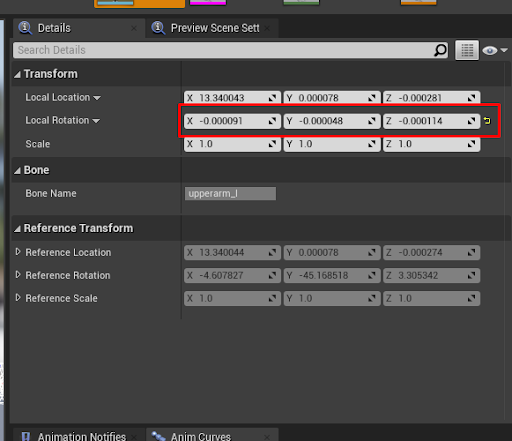 Details
Preview Scene Sett
Search Details
Transform
Local Location X 13.340043 Y 0.000078 Z -0.000281
Local Rotation X -0.000091 Y -0.000048 Z -0.000114
Scale X 1.0 Y 1.0 Z 1.0
Bone
Bone Name upperarm_l
Reference Transform
Reference Location X 13.340044 Y 0.000078 Z -0.000274
Reference Rotation X -4.607827 Y -45.168518 Z 3.305342
Reference Scale X 1.0 Y 1.0 Z 1.0
Animation Notifies
Anim Curves